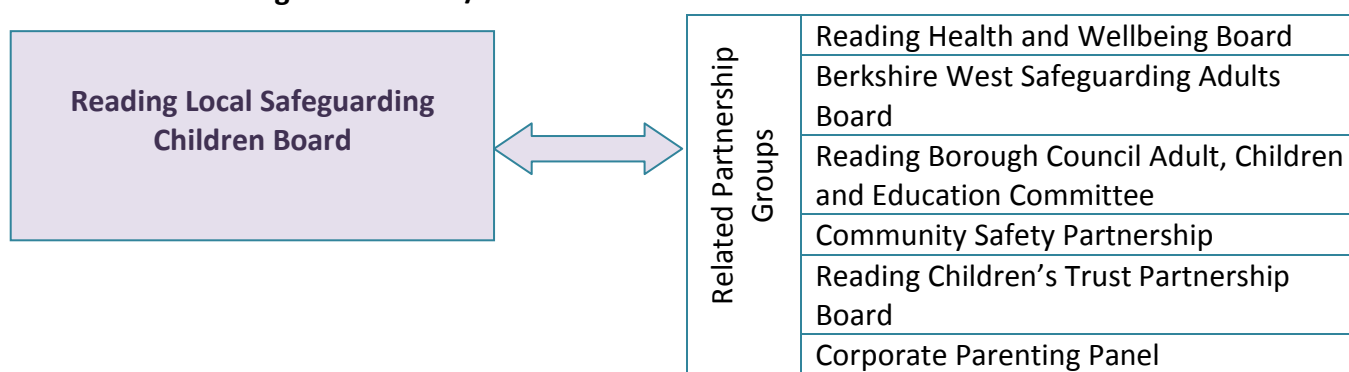 Reading Local Safeguarding
Children Board
Related Partnership
Groups
Reading Health and Wellbeing Board
Berkshire West Safeguarding Adults
Board
Reading Borough Council Adult, Children
and Education Committee
Community Safety Partnership
Reading Children’s Trust Partnership
Board
Corporate Parenting Panel